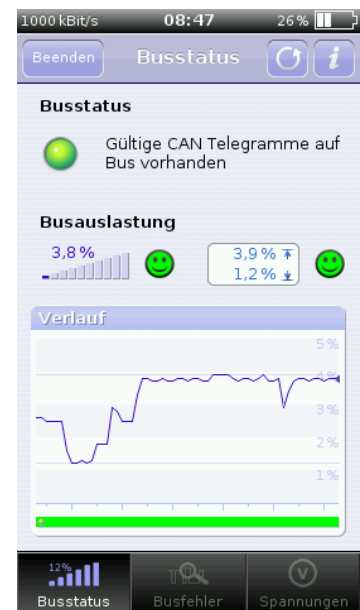 1000 kBit/s 08:47 26%
Beenden Busstatus i
Busstatus
Gültige CAN Telegramme auf
Bus vorhanden
Busauslastung
3,8%
3,9%
1,2%
Verlauf
5%
4%
3%
2%
1%
12%
V
Busstatus Busfehler Spannungen